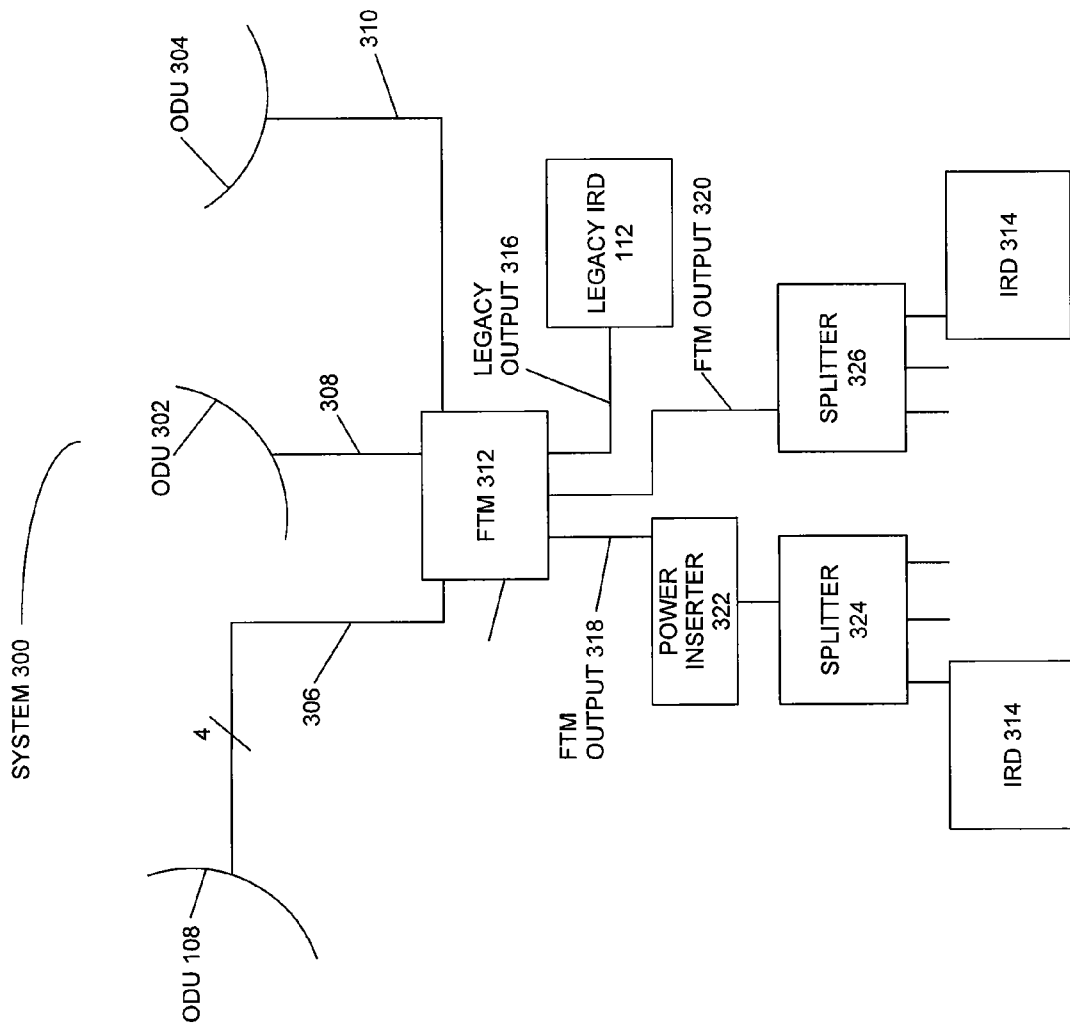 SYSTEM 300
ODU 108
ODU 302
ODU 304
4
306
308
310
FTM 312
LEGACY
OUTPUT 316
LEGACY IRD
112
FTM
OUTPUT 318
FTM OUTPUT 320
POWER
INSERTER
322
SPLITTER
324
SPLITTER
326
IRD 314
IRD 314